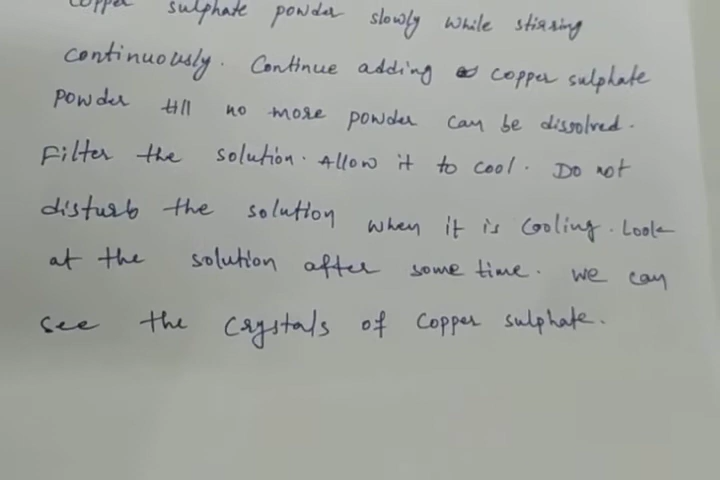 Copper sulphate powder slowly while stirring
continuously. Continue adding copper sulphate
powder till no more powder can be dissolved.
Filter the solution. Allow it to cool. Do not
disturb the solution when it is cooling. Look
at the solution after some time. we can
see the crystals of copper sulphate.